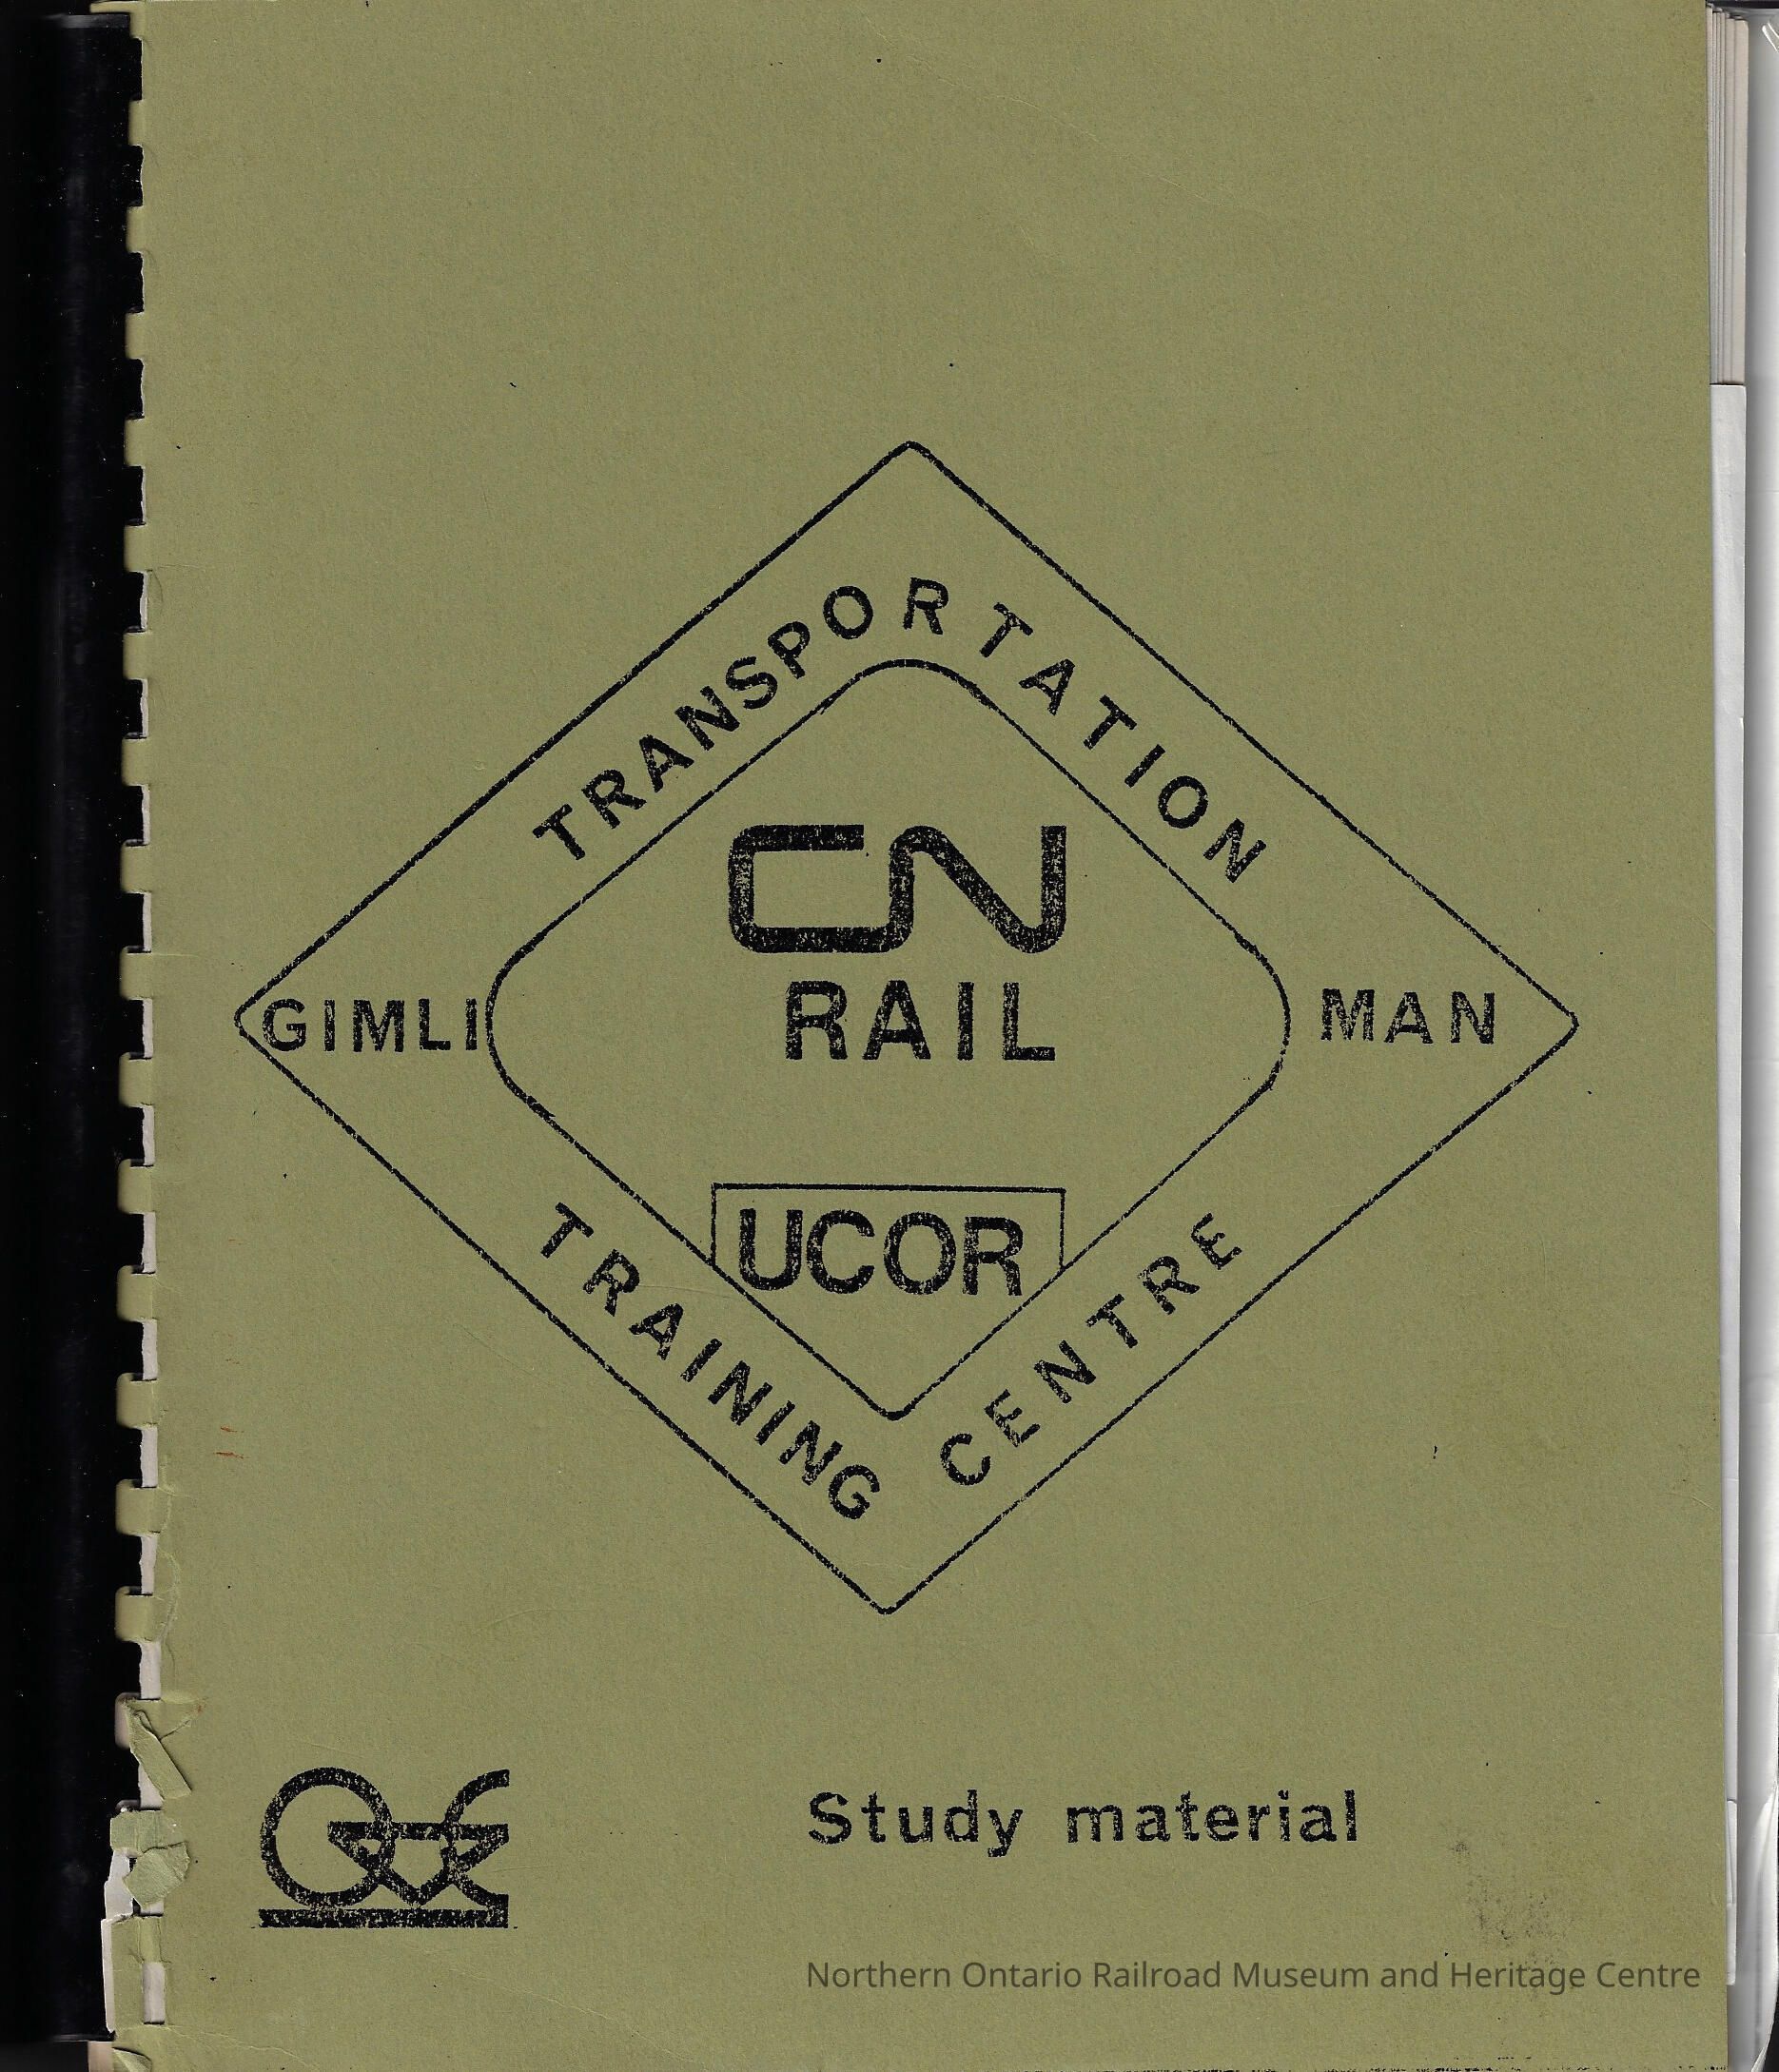 TRANSPORTATION
CN
RAIL
GIMLI
MAN
UCOR
TRAINING CENTRE
Study material
Northern Ontario Railroad Museum and Heritage Centre